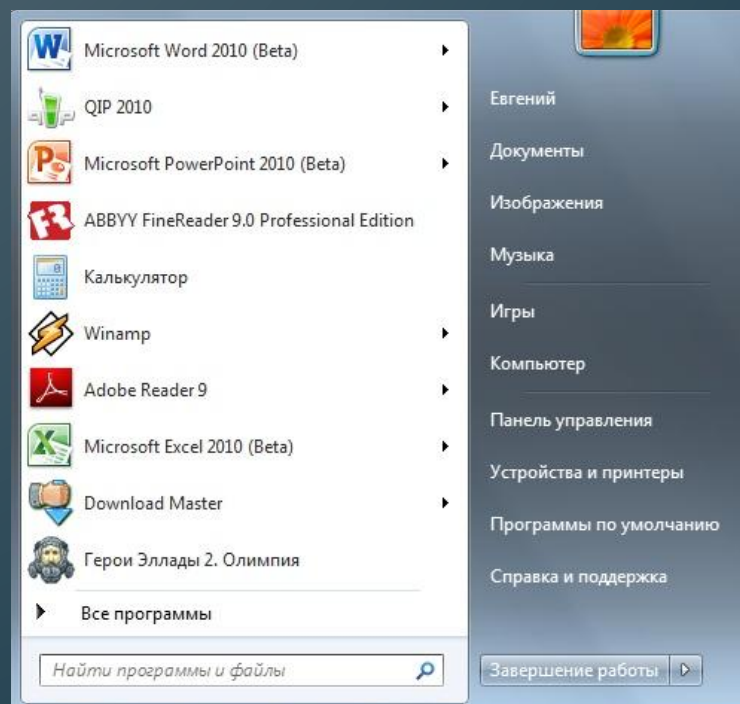 Microsoft Word 2010 (Beta)
QIP 2010
Microsoft PowerPoint 2010 (Beta)
ABBYY FineReader 9.0 Professional Edition
Калькулятор
Winamp
Adobe Reader 9
Microsoft Excel 2010 (Beta)
Download Master
Герои Эллады 2. Олимпия
Все программы
Найти программы и файлы
Евгений
Документы
Изображения
Музыка
Игры
Компьютер
Панель управления
Устройства и принтеры
Программы по умолчанию
Справка и поддержка
Завершение работы